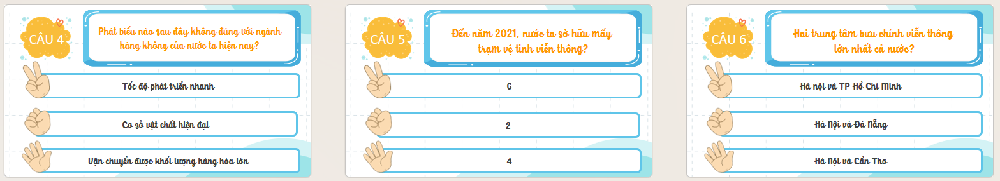 CÂU 4
Phát biểu nào sau đây không đúng với ngành
hàng không của nước ta hiện nay?
Tốc độ phát triển nhanh
Cơ sở vật chất hiện đại
Vận chuyển được khối lượng hàng hóa lớn
CÂU 5
Đến năm 2021, nước ta sở hữu mấy
trạm vệ tinh viễn thông?
6
2
4
CÂU 6
Hai trung tâm bưu chính viễn thông
lớn nhất cả nước?
Hà nội và TP Hồ Chí Minh
Hà Nội và Đà Nẵng
Hà Nội và Cần Thơ